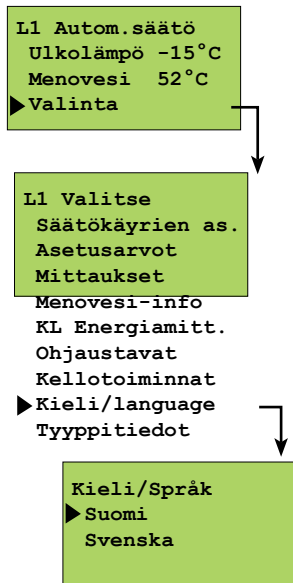 L1 Autom.säätö
Ulkolämpö -15°C
Menovesi 52°C
Valinta
L1 Valitse
Säätökäyrien as.
Asetusarvot
Mittaukset
Menovesi-info
KL Energiamitt.
Ohjaustavat
Kellotoiminnat
Kieli/language
Tyyppitiedot
Kieli/Språk
Suomi
Svenska